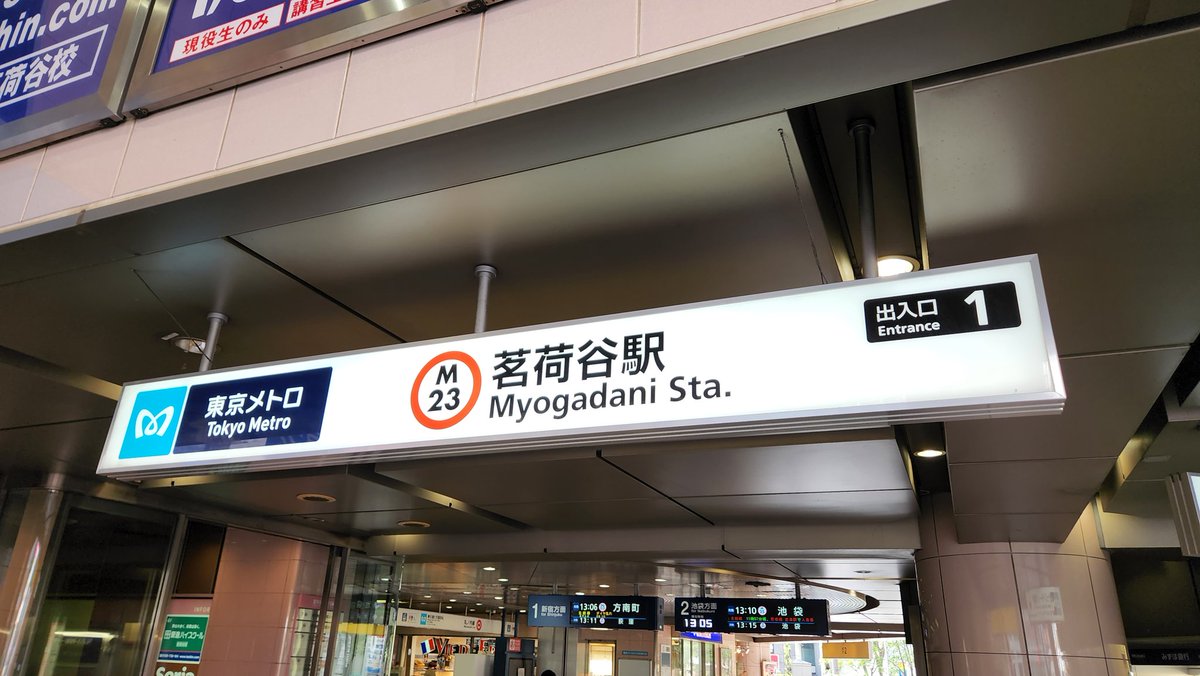 hin.com
荷谷校
現役生のみ
東京メトロ
Tokyo Metro
M
23
茗荷谷駅
Myogadani Sta.
出入口
Entrance
1
1
新宿方面
13:06
方南町
13:11
荻窪
2
池袋方面
13:10
池袋
13:15
池袋
13:05